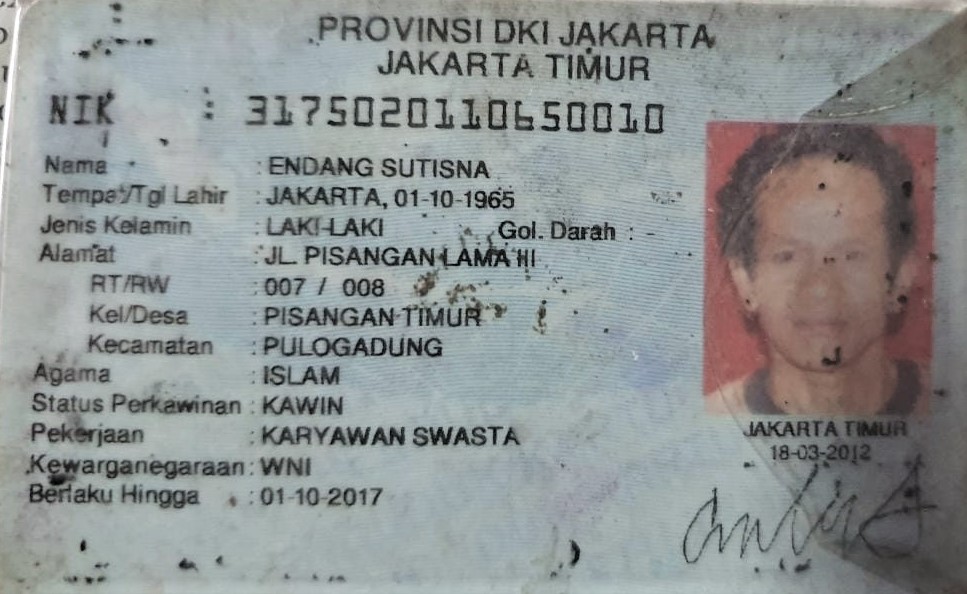 PROVINSI DKI JAKARTA
JAKARTA TIMUR
NIK : 3175020110650010
Nama : ENDANG SUTISNA
Tempat/Tgl Lahir : JAKARTA, 01-10-1965
Jenis Kelamin : LAKI-LAKI Gol. Darah : -
Alamat : JL. PISANGAN LAMA III
RT/RW : 007 / 008
Kel/Desa : PISANGAN TIMUR
Kecamatan : PULOGADUNG
Agama : ISLAM
Status Perkawinan : KAWIN
Pekerjaan : KARYAWAN SWASTA
Kewarganegaraan : WNI
Berlaku Hingga : 01-10-2017
JAKARTA TIMUR
18-03-2012